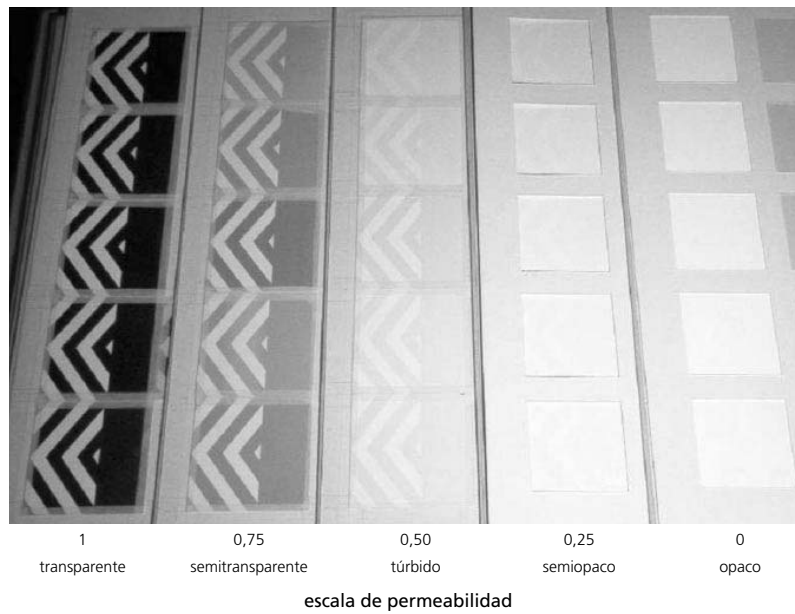 1 0,75 0,50 0,25 0
transparente semitransparente túrbido semiopaco opaco
escala de permeabilidad